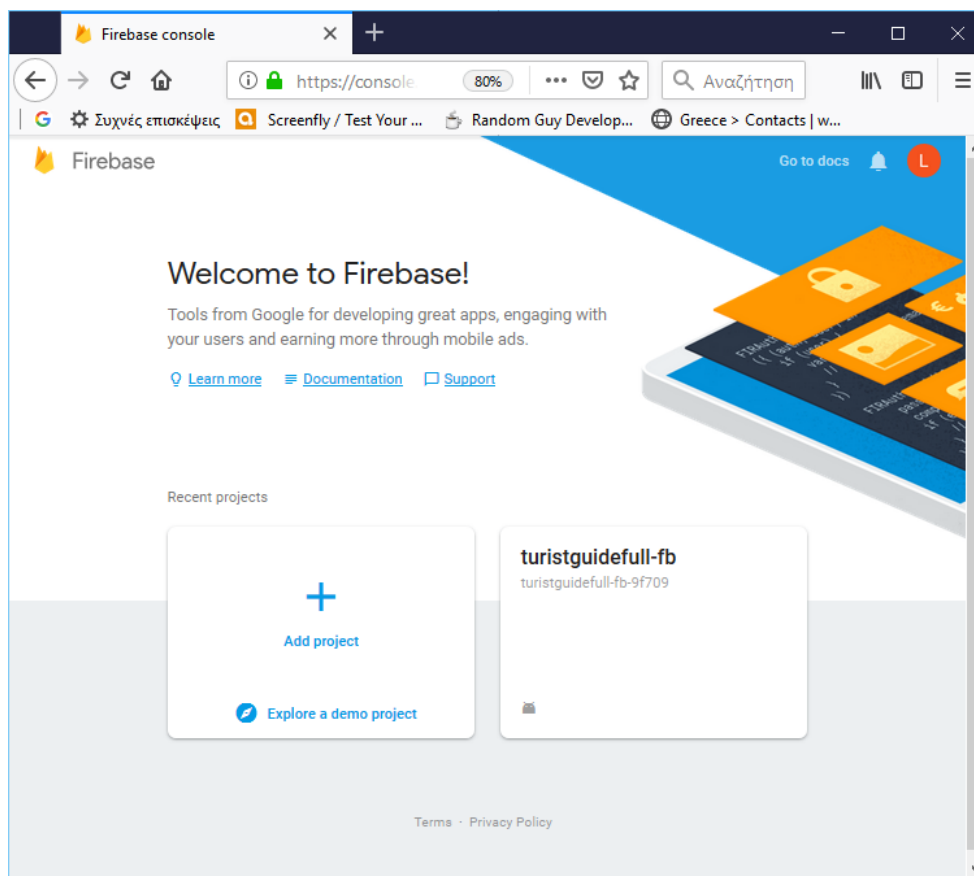 Firebase console
https://console.
80%
Αναζήτηση
G
Συχνές επισκέψεις
Screenfly / Test Your ...
Random Guy Develop...
Greece > Contacts | w...
Firebase
Go to docs
L
Welcome to Firebase!
Tools from Google for developing great apps, engaging with
your users and earning more through mobile ads.
Learn more
Documentation
Support
Recent projects
Add project
Explore a demo project
turistguidefull-fb
turistguidefull-fb-9f709
Terms · Privacy Policy